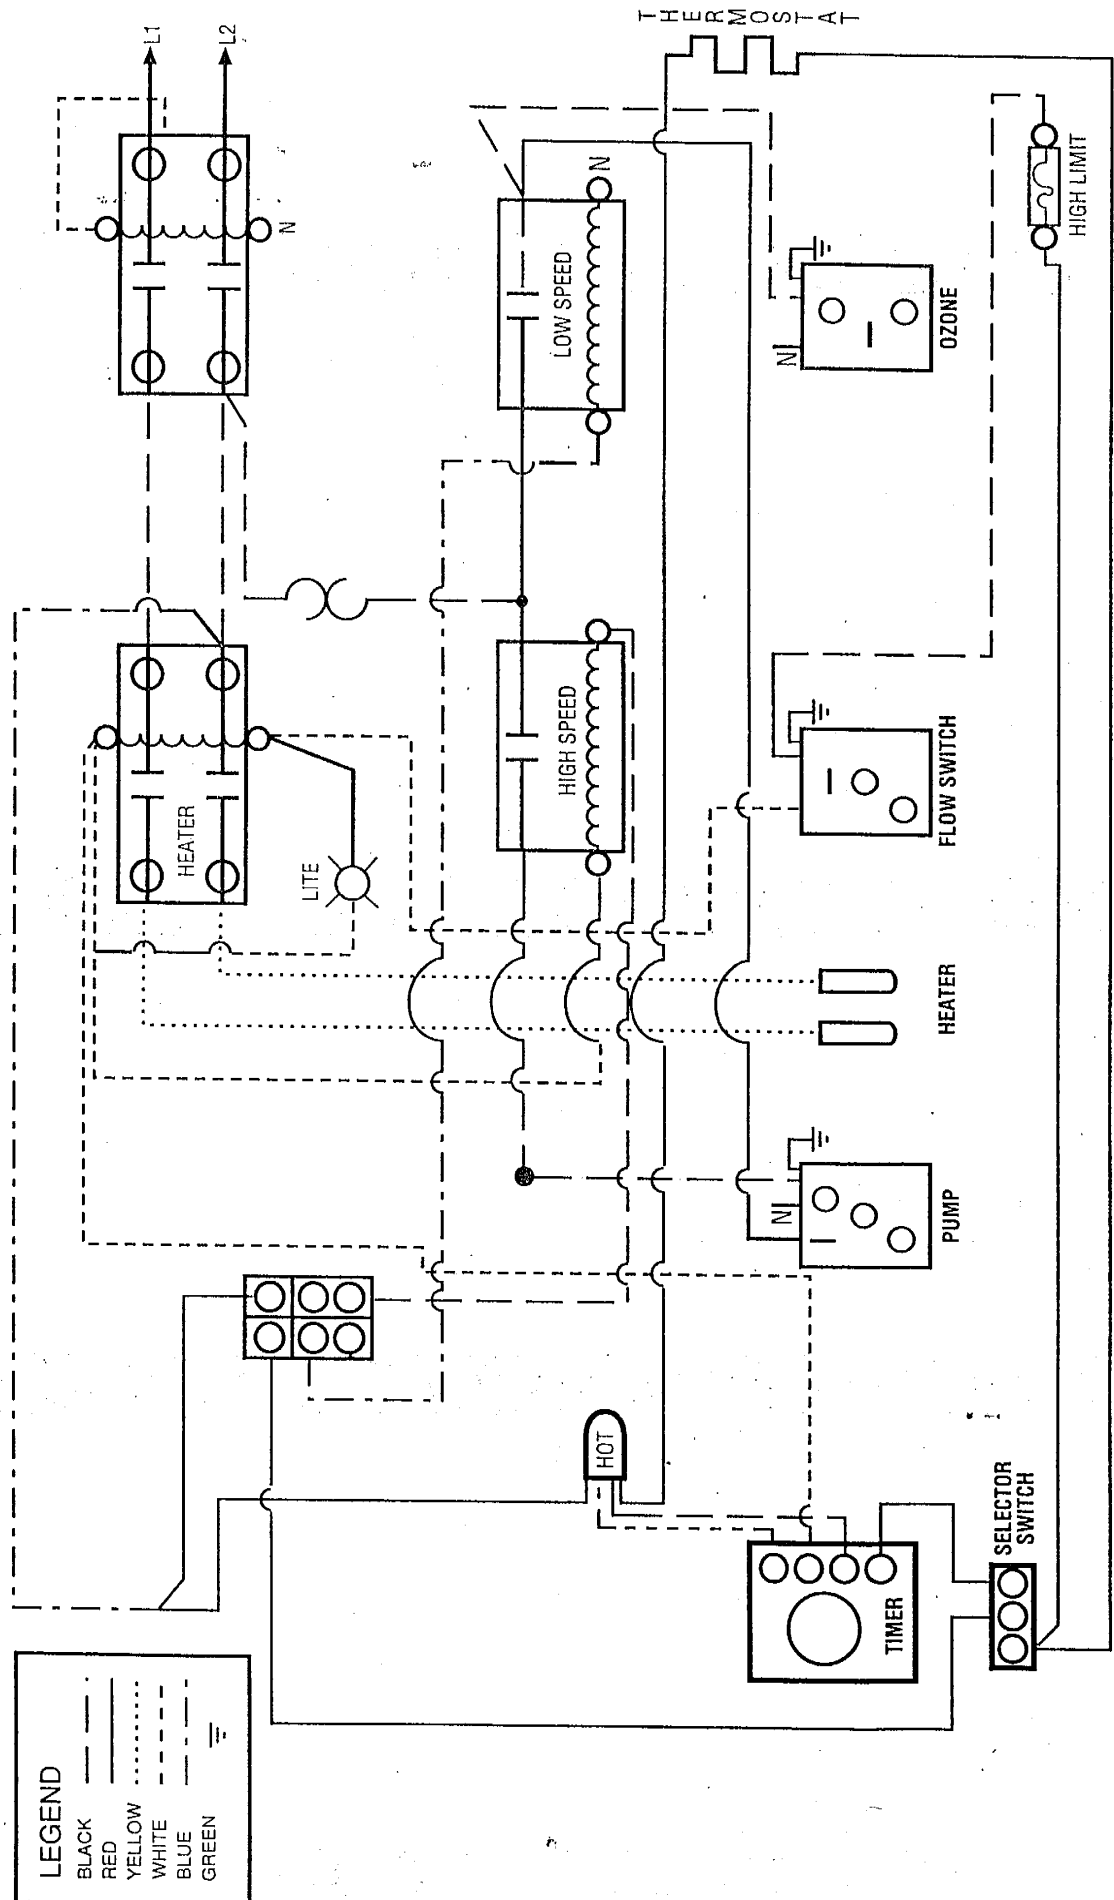 THERMOSTAT
L1
L2
N
N
LOW SPEED
HIGH LIMIT
N
OZONE
HEATER
HIGH SPEED
LITE
FLOW SWITCH
HEATER
N
PUMP
HOT
TIMER
SELECTOR
SWITCH
LEGEND
BLACK
RED
YELLOW
WHITE
BLUE
GREEN